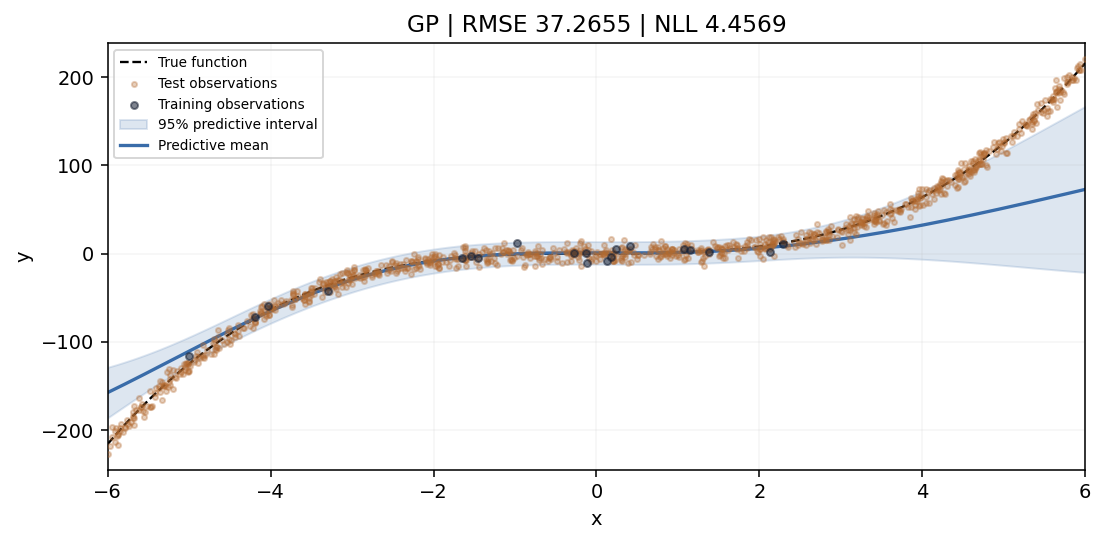 GP | RMSE 37.2655 | NLL 4.4569
True function
Test observations
Training observations
95% predictive interval
Predictive mean
200
100
0
−100
−200
y
−6 −4 −2 0 2 4 6
x